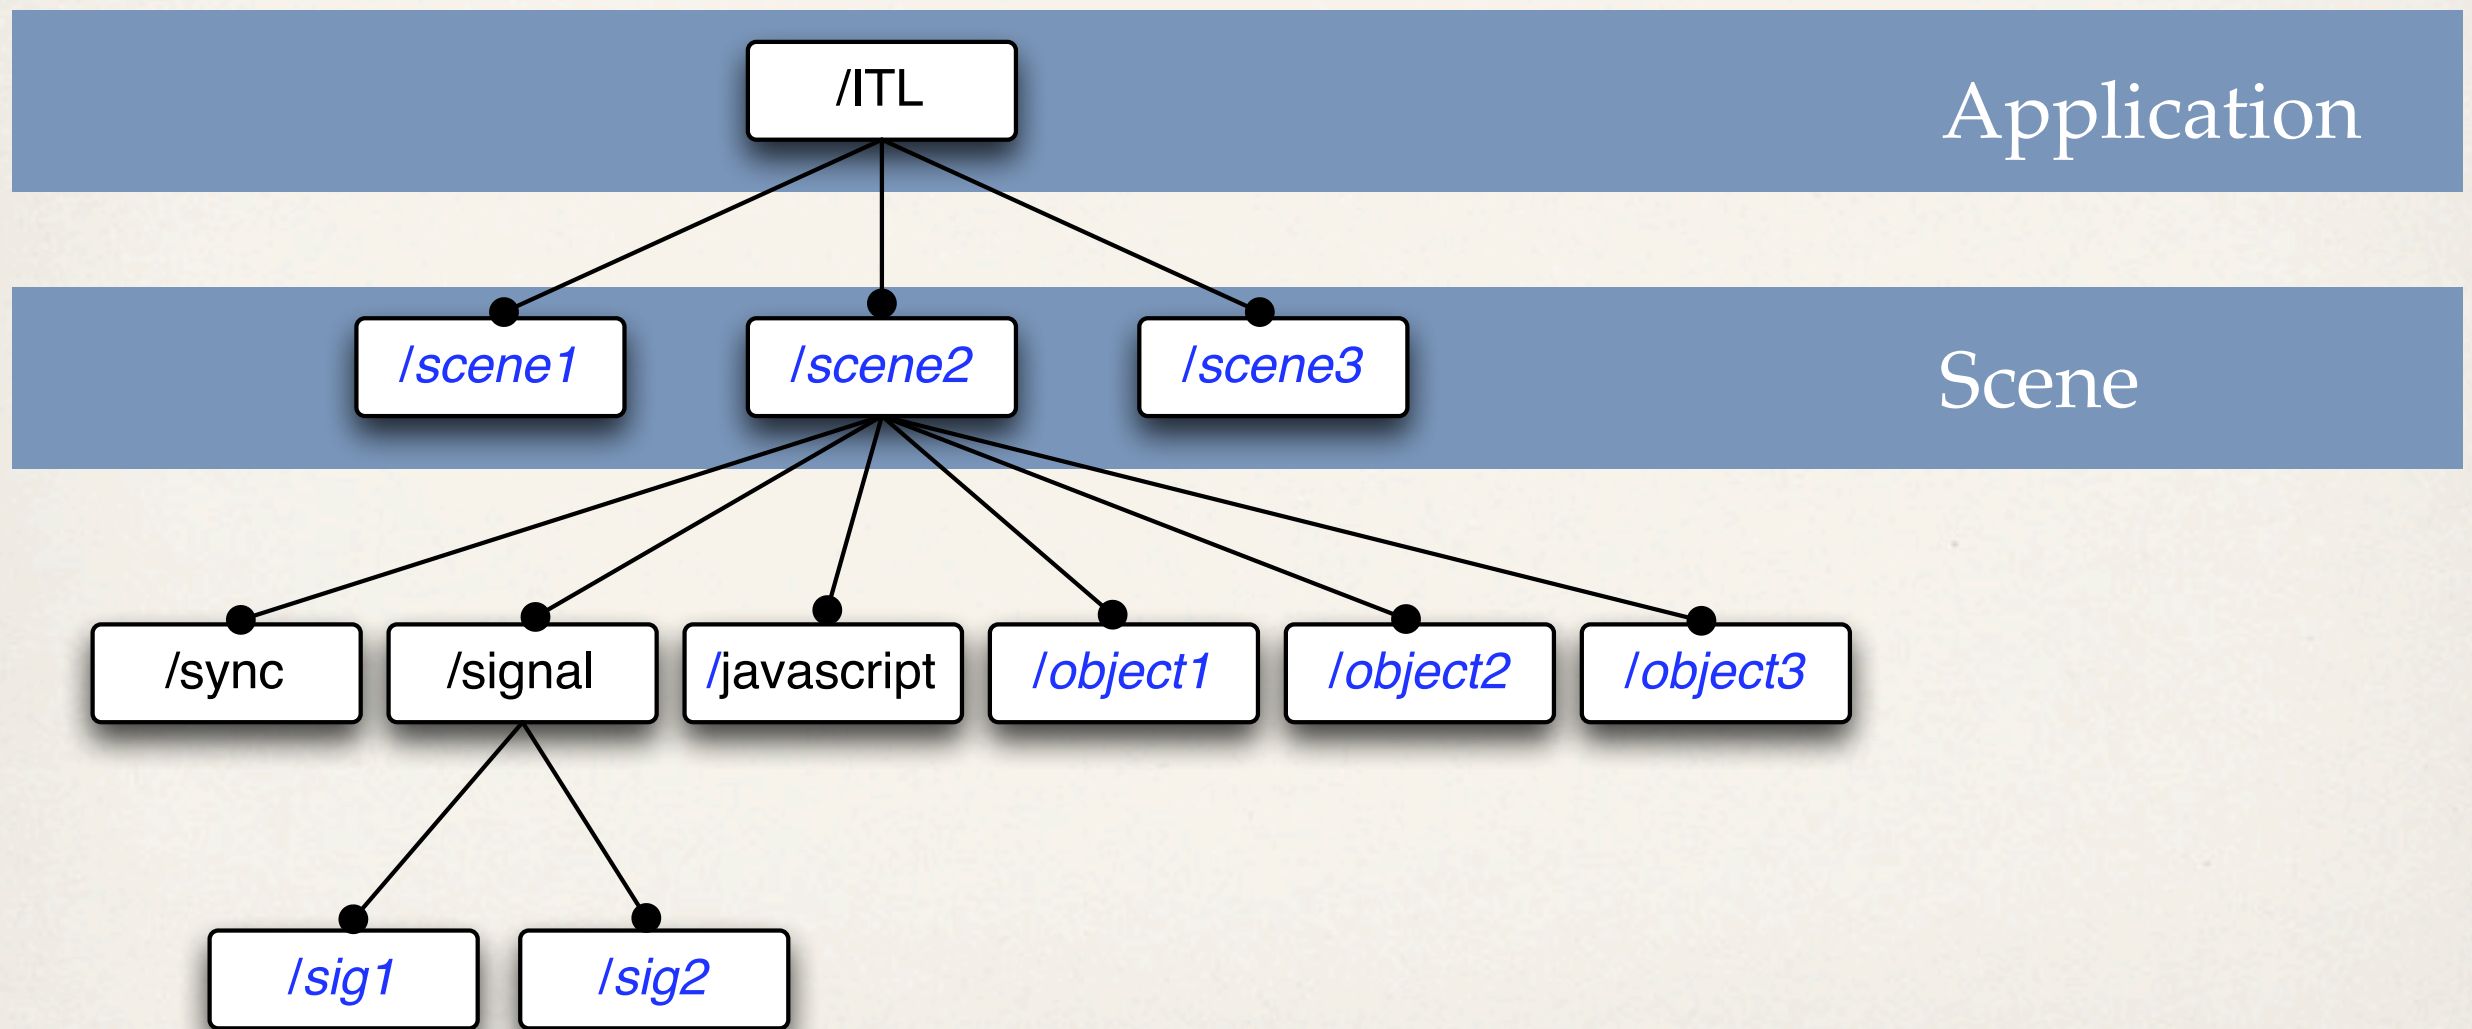 /ITL
Application
/scene1
/scene2
/scene3
Scene
/sync
/signal
/javascript
/object1
/object2
/object3
/sig1
/sig2